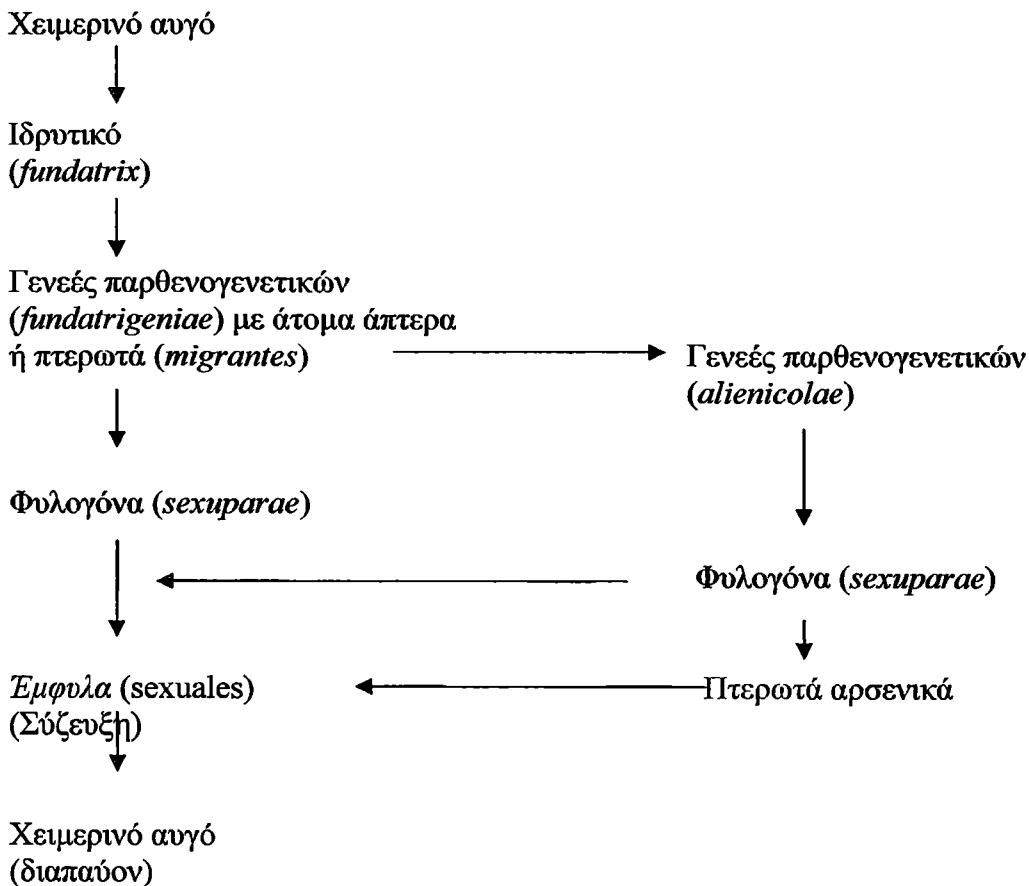 Χειμερινό αυγό
Ιδρυτικό
(fundatrix)
Γενεές παρθενογενετικών
(fundatrigeniae) με άτομα άπτερα
ή πτερωτά (migrantes)
Γενεές παρθενογενετικών
(alienicolae)
Φυλογόνα (sexuparae)
Φυλογόνα (sexuparae)
Έμφυλα (sexuales)
(Σύζευξη)
Πτερωτά αρσενικά
Χειμερινό αυγό
(διαπαύον)